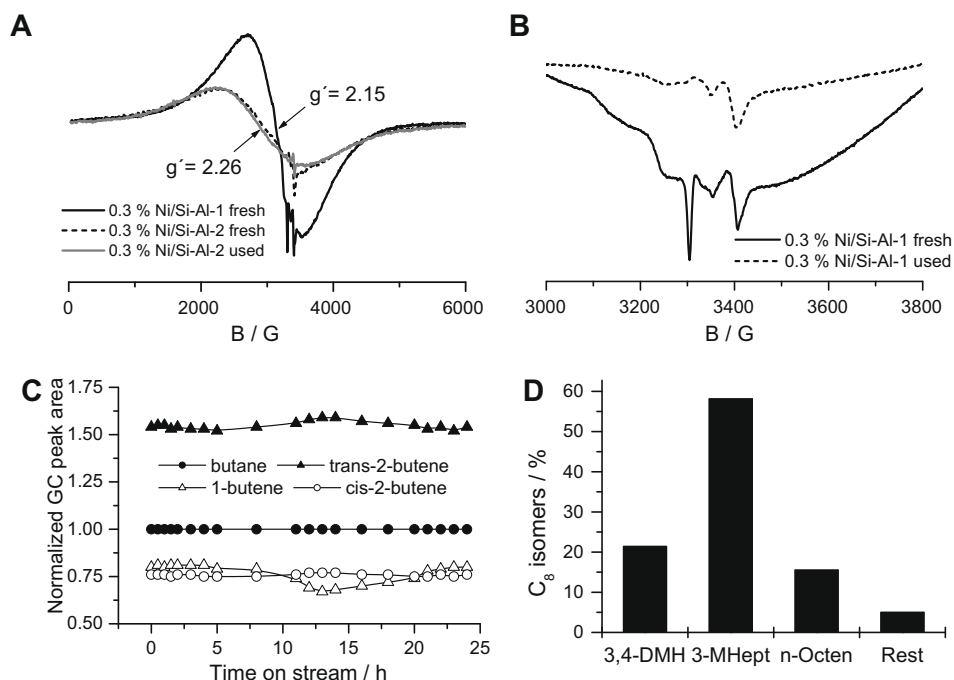 A
g´= 2.15
g´= 2.26
0.3 % Ni/Si-Al-1 fresh
0.3 % Ni/Si-Al-2 fresh
0.3 % Ni/Si-Al-2 used
0 2000 4000 6000
B / G
B
0.3 % Ni/Si-Al-1 fresh
0.3 % Ni/Si-Al-1 used
3000 3200 3400 3600 3800
B / G
C
Normalized GC peak area
1.75
1.50
1.25
1.00
0.75
0.50
butane trans-2-butene
1-butene cis-2-butene
0 5 10 15 20 25
Time on stream / h
D
C₈ isomers / %
60
50
40
30
20
10
0
3,4-DMH 3-MHept n-Octen Rest